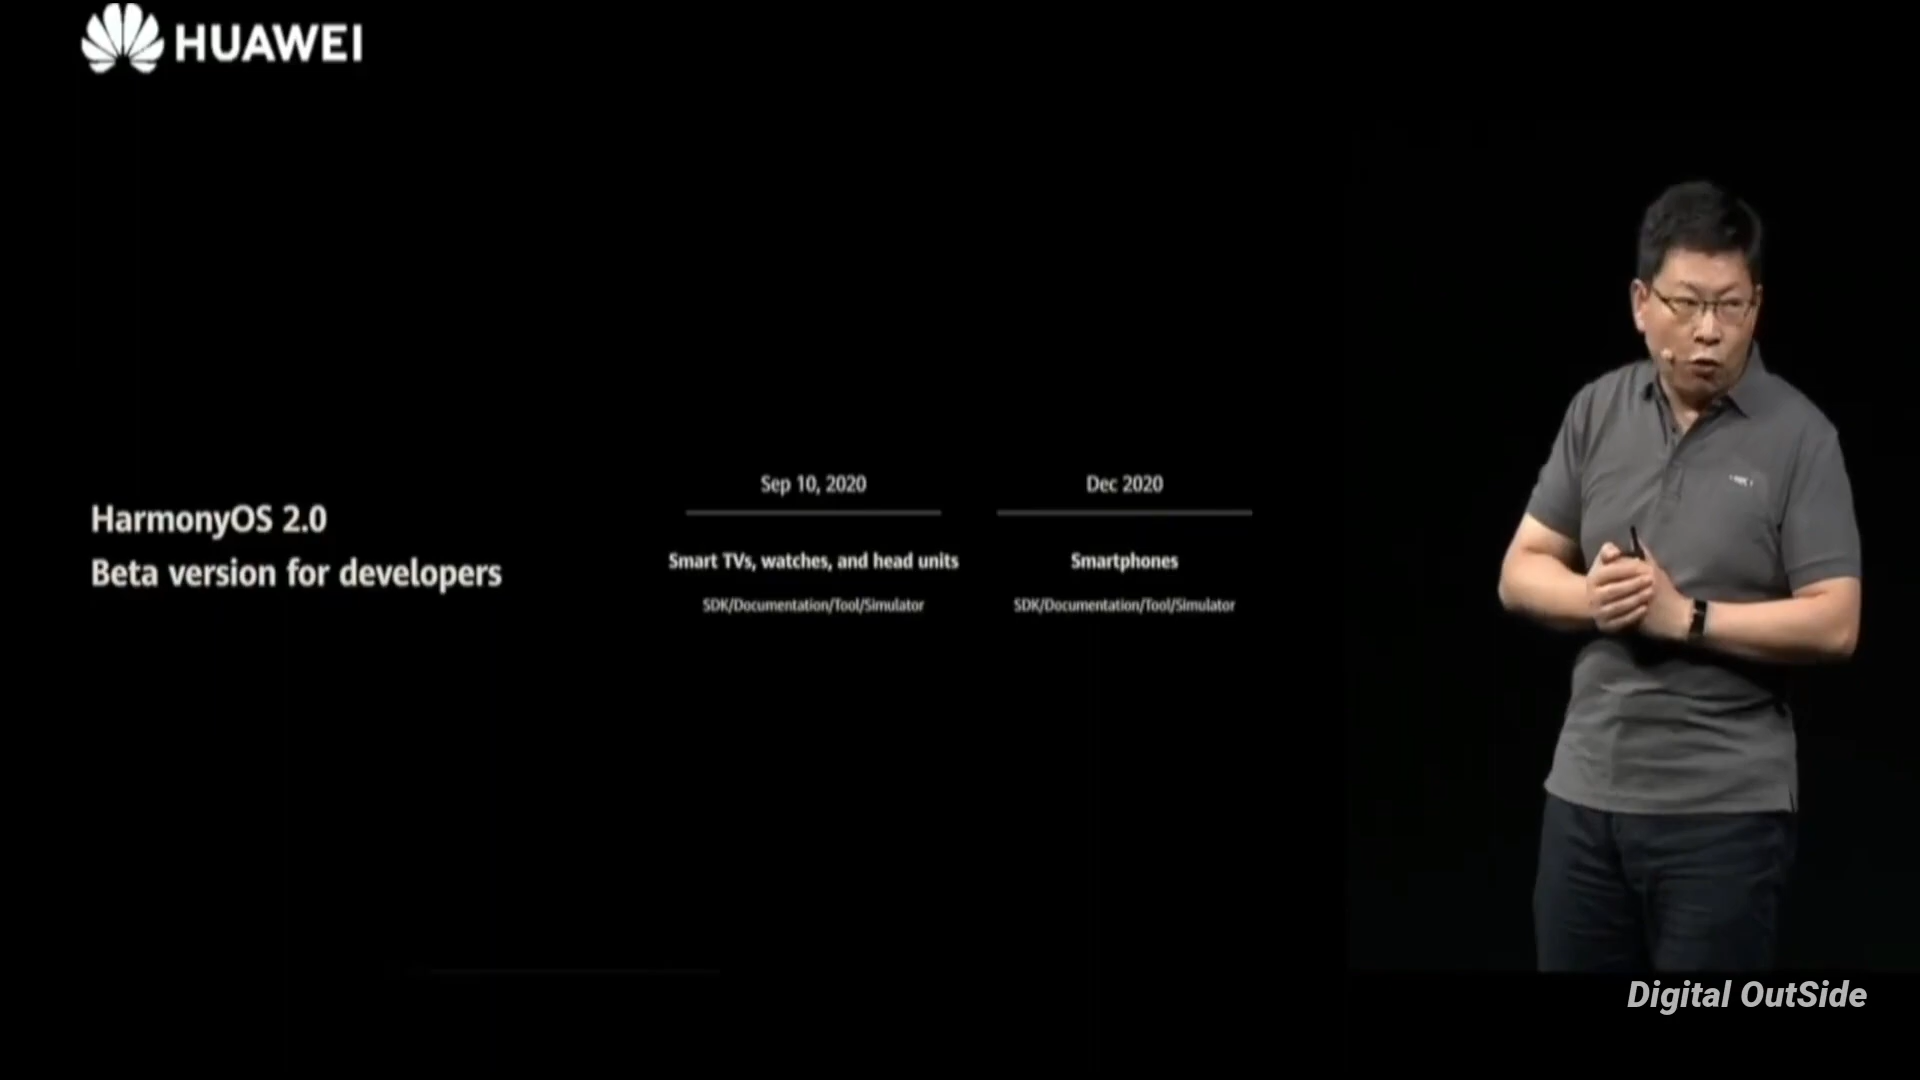 HUAWEI
HarmonyOS 2.0
Beta version for developers
Sep 10, 2020
Smart TVs, watches, and head units
SDK/Documentation/Tool/Simulator
Dec 2020
Smartphones
SDK/Documentation/Tool/Simulator
Digital OutSide